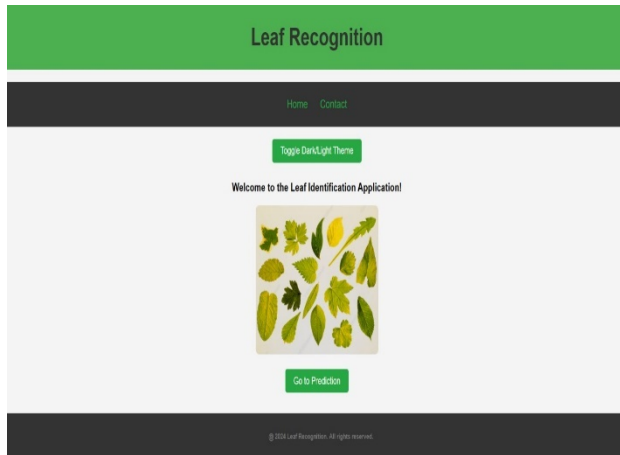 Leaf Recognition
Home Contact
Toggle Dark/Light Theme
Welcome to the Leaf Identification Application!
Go to Prediction
@ 2024 Leaf Recognition. All rights reserved.